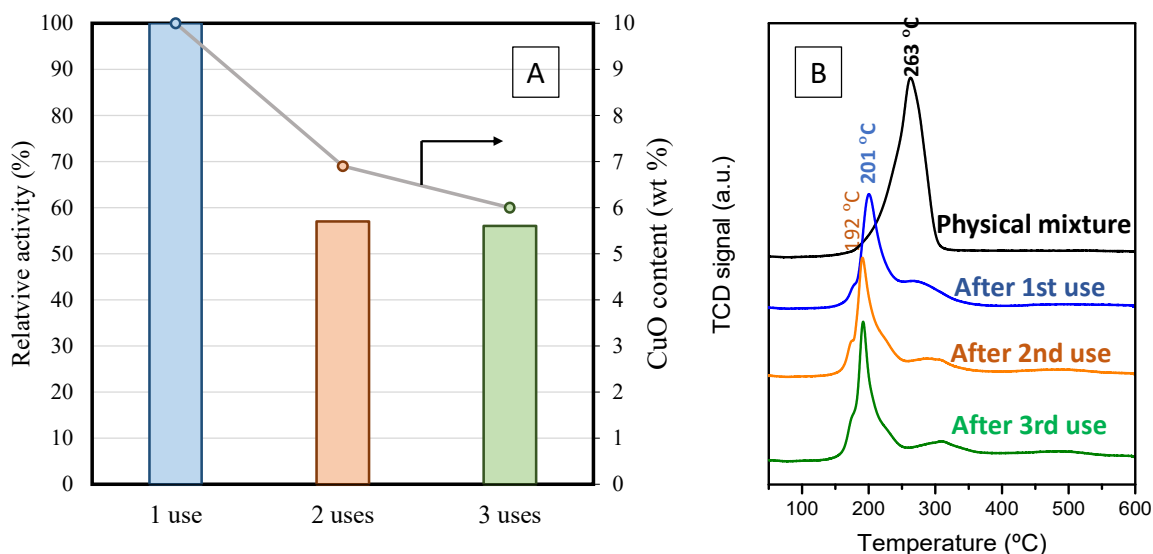 A
Relatvive activity (%)
100
90
80
70
60
50
40
30
20
10
0
1 use
2 uses
3 uses
10
9
8
7
6
5
4
3
2
1
0
CuO content (wt %)
B
263 °C
201 °C
192 °C
Physical mixture
After 1st use
After 2nd use
After 3rd use
TCD signal (a.u.)
100 200 300 400 500 600
Temperature (ºC)